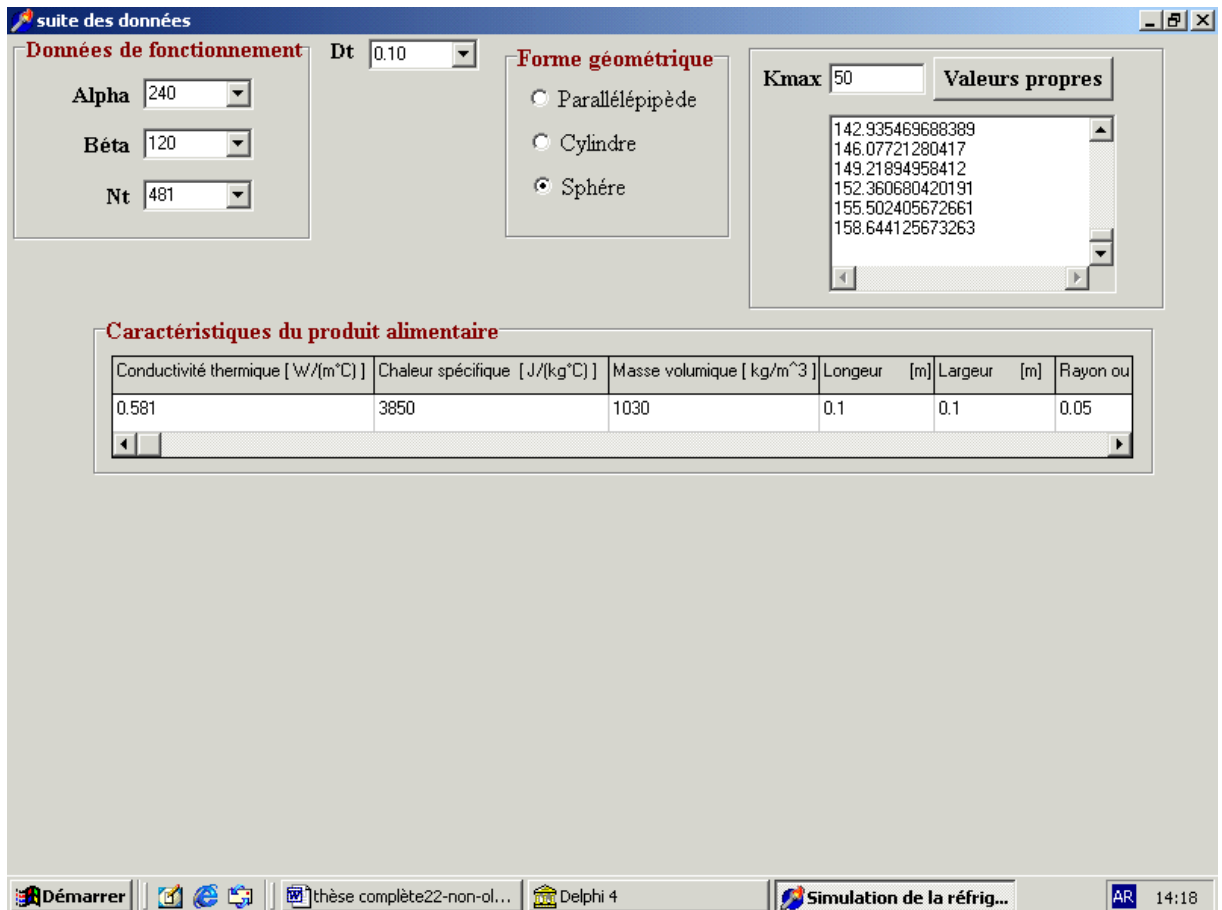 suite des données
Données de fonctionnement
Alpha 240
Béta 120
Nt 481
Dt 0.10
Forme géométrique
Parallélépipède
Cylindre
Sphére
Kmax 50 Valeurs propres
142.935469688389
146.07721280417
149.21894958412
152.360680420191
155.502405672661
158.644125673263
Caractéristiques du produit alimentaire
Conductivité thermique [ W/(m°C) ] Chaleur spécifique [ J/(kg°C) ] Masse volumique [ kg/m^3 ] Longeur [m] Largeur [m] Rayon ou
0.581 3850 1030 0.1 0.1 0.05
Démarrer thèse complète22-non-ol... Delphi 4 Simulation de la réfrig... AR 14:18